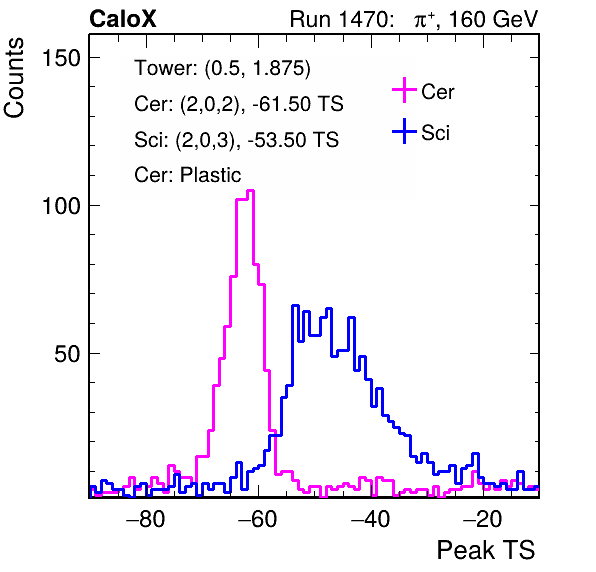 CaloX Run 1470: π⁺, 160 GeV
Counts
150
100
50
Tower: (0.5, 1.875)
Cer: (2,0,2), -61.50 TS
Sci: (2,0,3), -53.50 TS
Cer: Plastic
Cer
Sci
−80 −60 −40 −20
Peak TS